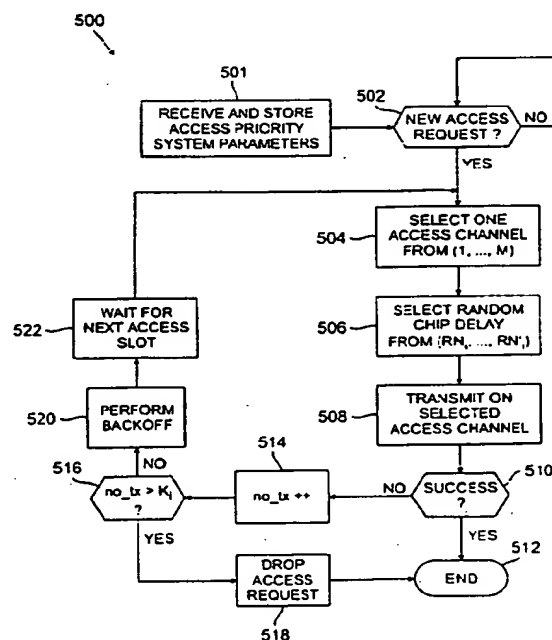 500
501
RECEIVE AND STORE
ACCESS PRIORITY
SYSTEM PARAMETERS
502
NEW ACCESS
REQUEST ?
NO
YES
504
SELECT ONE
ACCESS CHANNEL
FROM (1, ..., M)
506
SELECT RANDOM
CHIP DELAY
FROM {RNi, ..., RN'i}
508
TRANSMIT ON
SELECTED
ACCESS CHANNEL
510
SUCCESS
?
NO
YES
512
END
514
no_tx ++
516
no_tx > Ki
?
NO
YES
518
DROP
ACCESS
REQUEST
520
PERFORM
BACKOFF
522
WAIT FOR
NEXT ACCESS
SLOT